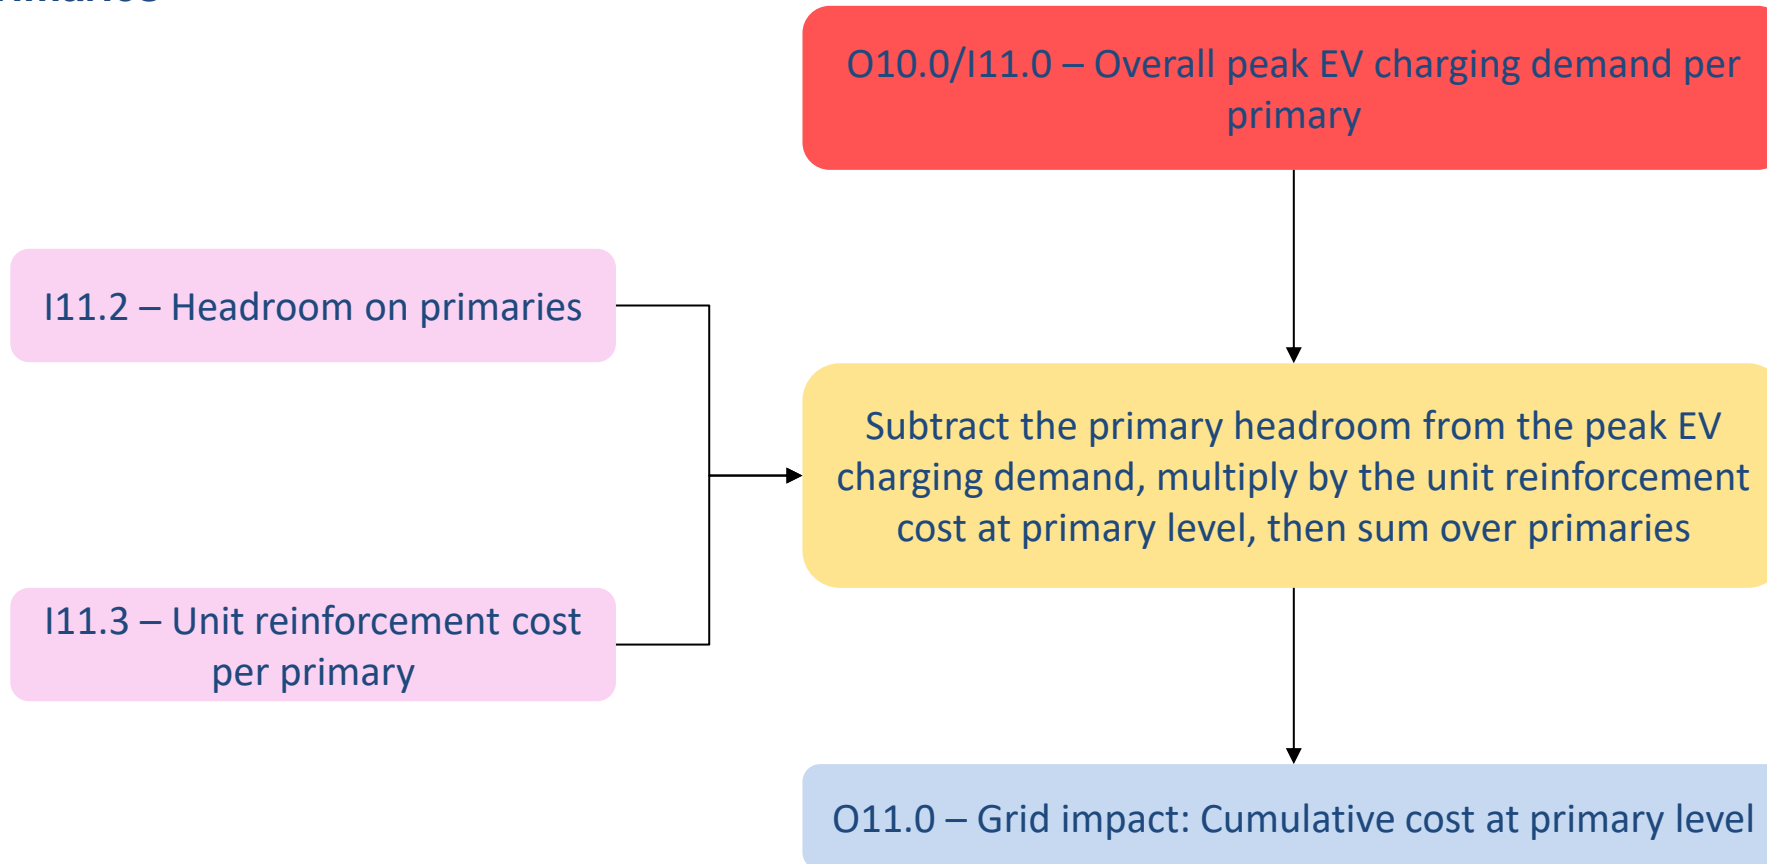 O10.0/I11.0 – Overall peak EV charging demand per
primary
I11.2 – Headroom on primaries
Subtract the primary headroom from the peak EV
charging demand, multiply by the unit reinforcement
cost at primary level, then sum over primaries
I11.3 – Unit reinforcement cost
per primary
O11.0 – Grid impact: Cumulative cost at primary level